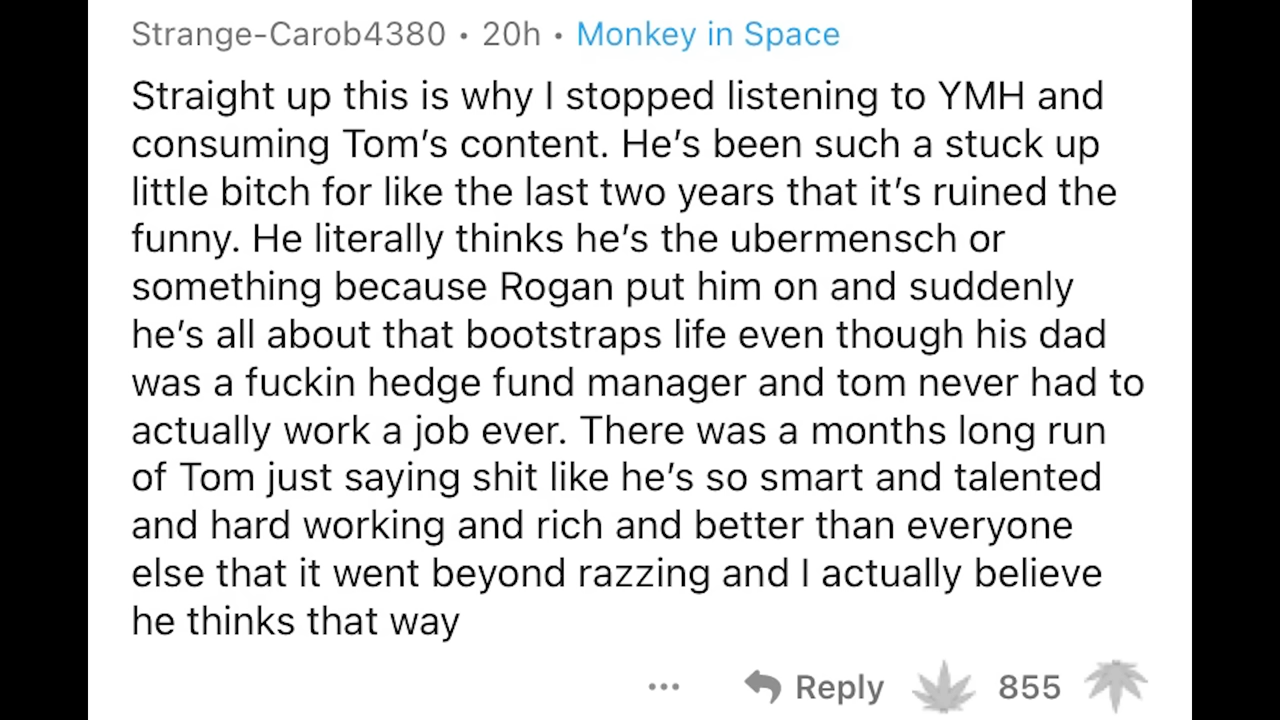 Strange-Carob4380 • 20h • Monkey in Space
Straight up this is why I stopped listening to YMH and
consuming Tom's content. He's been such a stuck up
little bitch for like the last two years that it's ruined the
funny. He literally thinks he's the ubermensch or
something because Rogan put him on and suddenly
he's all about that bootstraps life even though his dad
was a fuckin hedge fund manager and tom never had to
actually work a job ever. There was a months long run
of Tom just saying shit like he's so smart and talented
and hard working and rich and better than everyone
else that it went beyond razzing and I actually believe
he thinks that way
... Reply 855